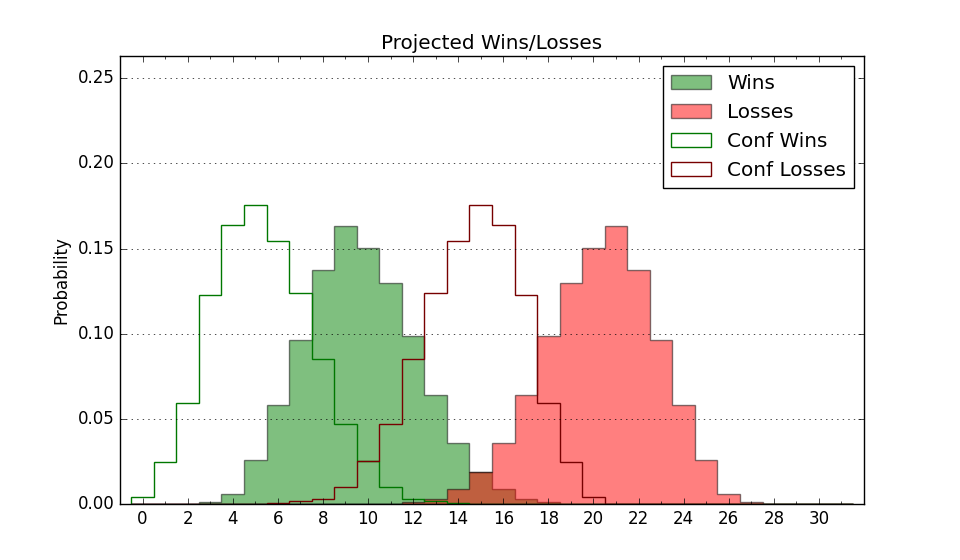 Projected Wins/Losses
Probability
0.25
0.20
0.15
0.10
0.05
0.00
0 2 4 6 8 10 12 14 16 18 20 22 24 26 28 30
Wins
Losses
Conf Wins
Conf Losses